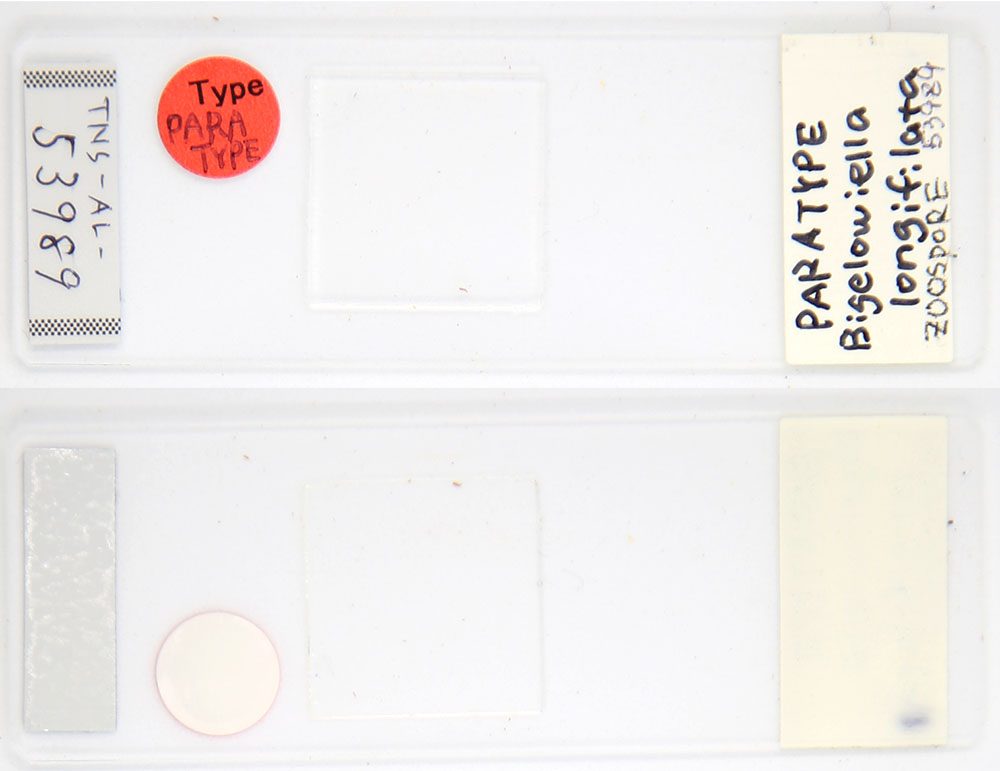 TNS-AL-
53989
Type
PARA
TYPE
PARATYPE
Bigelowiella
longifilata
ZOOSPORE 53989